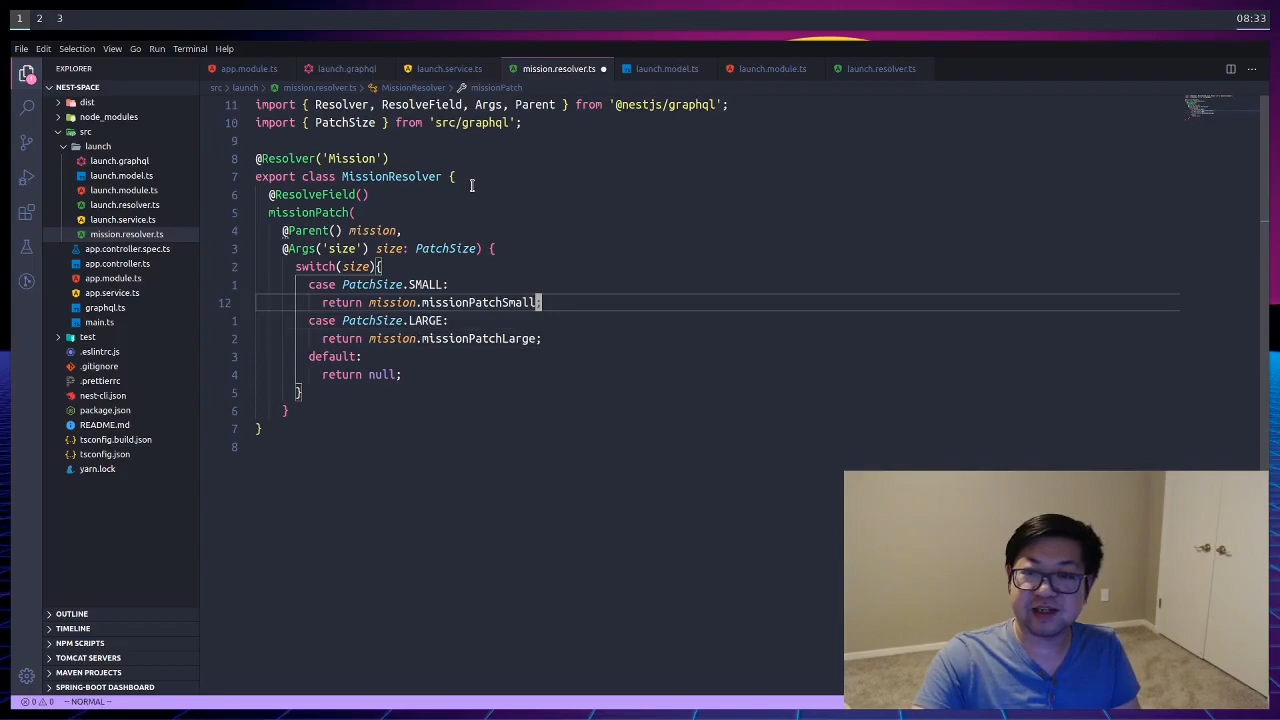 1 2 3 08:33
File Edit Selection View Go Run Terminal Help
EXPLORER
NEST-SPACE
dist
node_modules
src
launch
launch.graphql
launch.model.ts
launch.module.ts
launch.resolver.ts
launch.service.ts
mission.resolver.ts
app.controller.spec.ts
app.controller.ts
app.module.ts
app.service.ts
graphql.ts
main.ts
test
.eslintrc.js
.gitignore
.prettierrc
nest-cli.json
package.json
README.md
tsconfig.build.json
tsconfig.json
yarn.lock
OUTLINE
TIMELINE
NPM SCRIPTS
TOMCAT SERVERS
MAVEN PROJECTS
SPRING-BOOT DASHBOARD
app.module.ts launch.graphql launch.service.ts mission.resolver.ts launch.model.ts launch.module.ts launch.resolver.ts
src > launch > mission.resolver.ts > MissionResolver > missionPatch
11 import { Resolver, ResolveField, Args, Parent } from '@nestjs/graphql';
10 import { PatchSize } from 'src/graphql';
9
8 @Resolver('Mission')
7 export class MissionResolver {
6 @ResolveField()
5 missionPatch(
4 @Parent() mission,
3 @Args('size') size: PatchSize) {
2 switch(size){
1 case PatchSize.SMALL:
12 return mission.missionPatchSmall;
1 case PatchSize.LARGE:
2 return mission.missionPatchLarge;
3 default:
4 return null;
5 }
6 }
7 }
8
0 0 -- NORMAL --